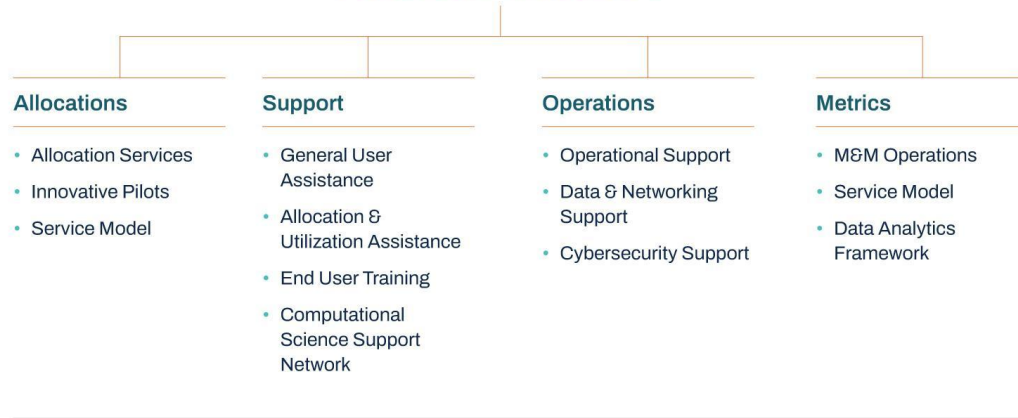 Allocations
• Allocation Services
• Innovative Pilots
• Service Model
Support
• General User
Assistance
• Allocation &
Utilization Assistance
• End User Training
• Computational
Science Support
Network
Operations
• Operational Support
• Data & Networking
Support
• Cybersecurity Support
Metrics
• M&M Operations
• Service Model
• Data Analytics
Framework